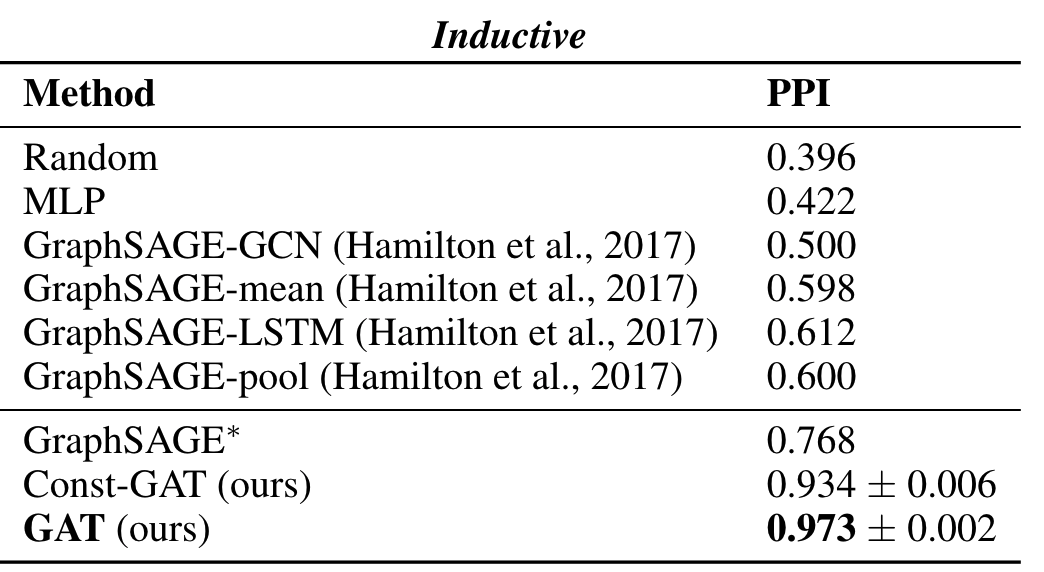 Inductive
Method PPI
Random 0.396
MLP 0.422
GraphSAGE-GCN (Hamilton et al., 2017) 0.500
GraphSAGE-mean (Hamilton et al., 2017) 0.598
GraphSAGE-LSTM (Hamilton et al., 2017) 0.612
GraphSAGE-pool (Hamilton et al., 2017) 0.600
GraphSAGE* 0.768
Const-GAT (ours) 0.934 ± 0.006
GAT (ours) 0.973 ± 0.002